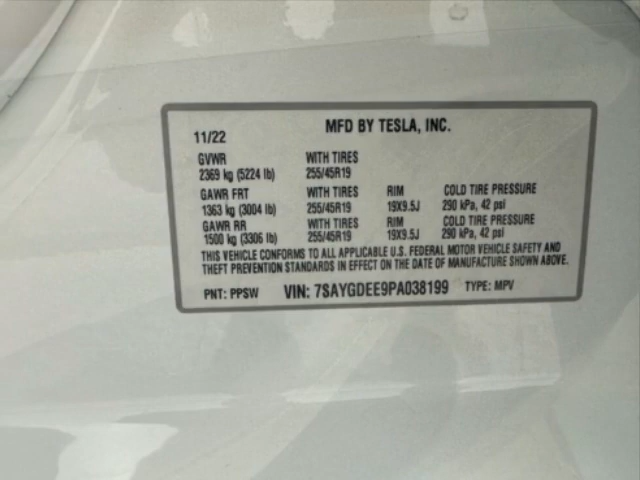 MFD BY TESLA, INC.
11/22
GVWR WITH TIRES
2369 kg (5224 lb) 255/45R19
GAWR FRT WITH TIRES RIM COLD TIRE PRESSURE
1363 kg (3004 lb) 255/45R19 19X9.5J 290 kPa, 42 psi
GAWR RR WITH TIRES RIM COLD TIRE PRESSURE
1500 kg (3306 lb) 255/45R19 19X9.5J 290 kPa, 42 psi
THIS VEHICLE CONFORMS TO ALL APPLICABLE U.S. FEDERAL MOTOR VEHICLE SAFETY AND
THEFT PREVENTION STANDARDS IN EFFECT ON THE DATE OF MANUFACTURE SHOWN ABOVE.
PNT: PPSW VIN: 7SAYGDEE9PA038199 TYPE: MPV